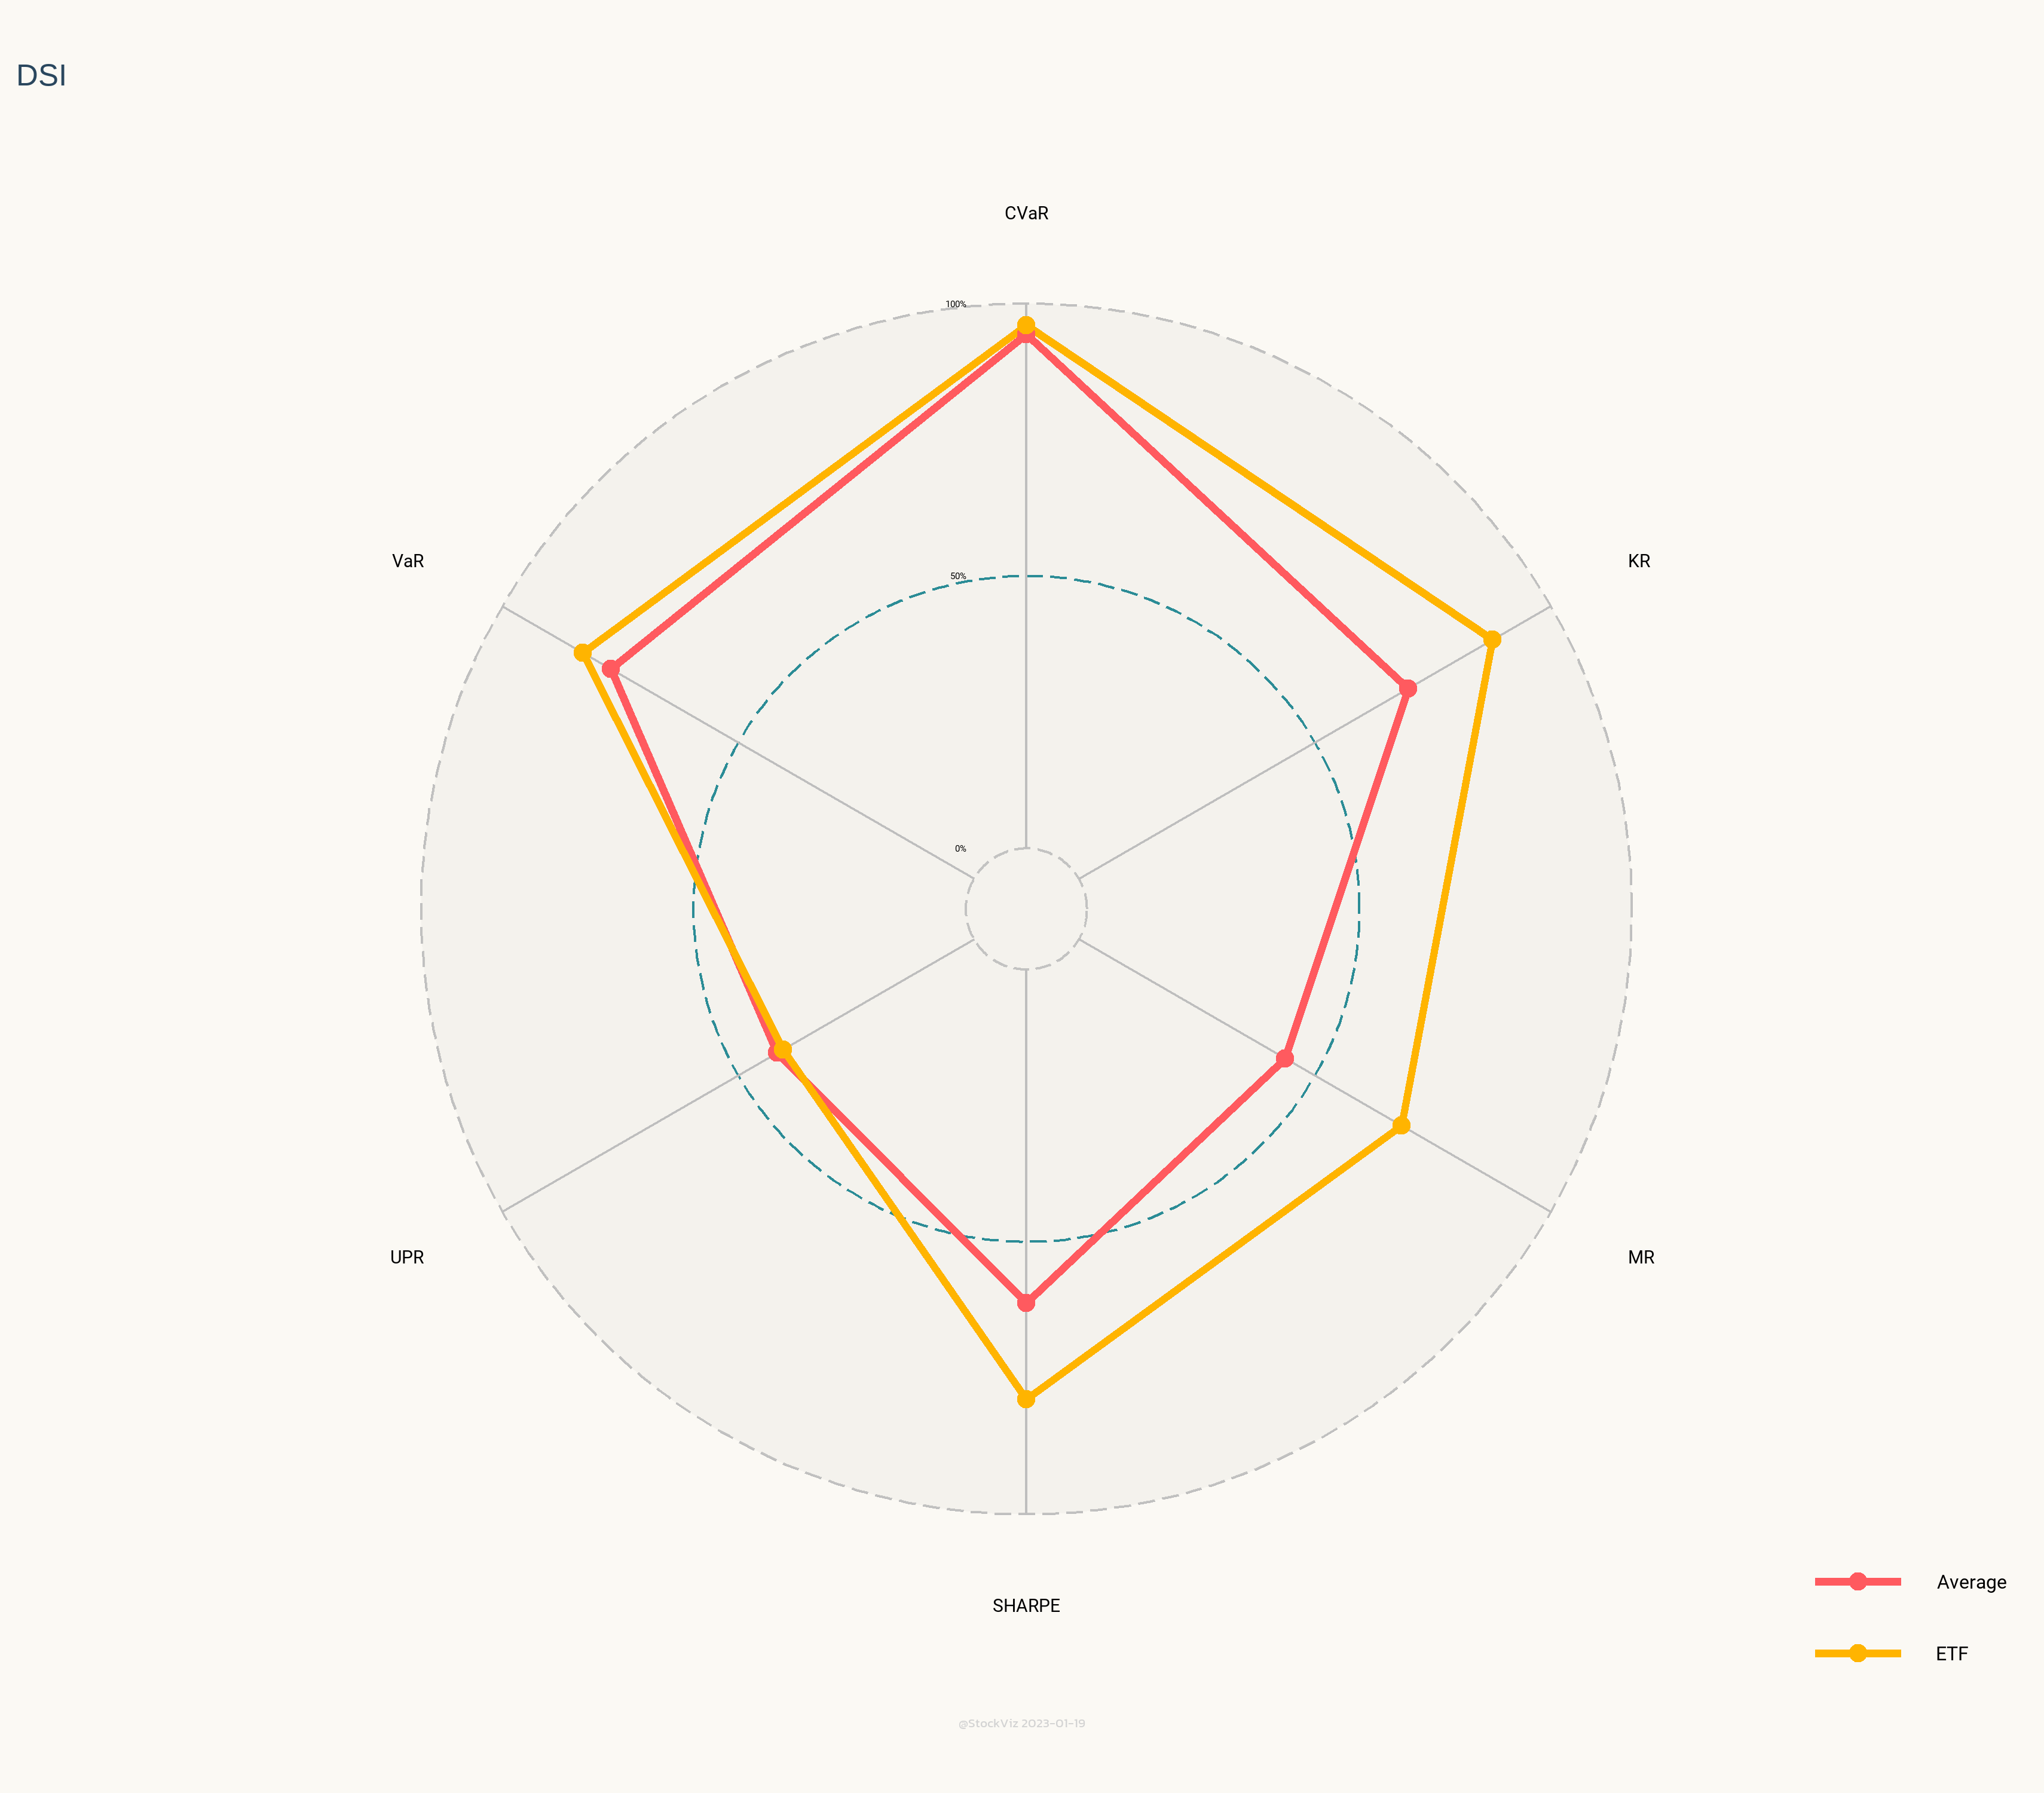 DSI
CVaR
100%
VaR
KR
50%
0%
UPR
MR
SHARPE
Average
ETF
@StockViz 2023-01-19